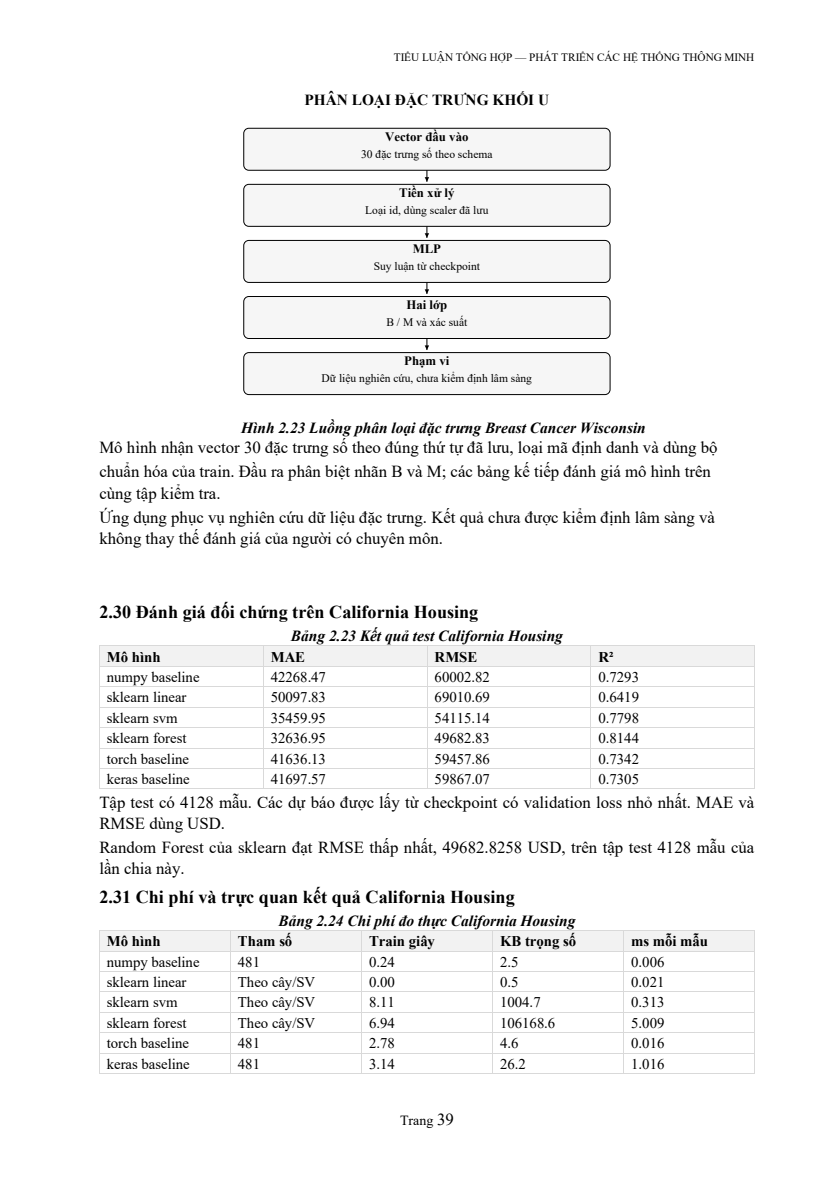 TIỂU LUẬN TỔNG HỢP — PHÁT TRIỂN CÁC HỆ THỐNG THÔNG MINH
PHÂN LOẠI ĐẶC TRƯNG KHỐI U
Vector đầu vào
30 đặc trưng số theo schema
Tiền xử lý
Loại id, dùng scaler đã lưu
MLP
Suy luận từ checkpoint
Hai lớp
B / M và xác suất
Phạm vi
Dữ liệu nghiên cứu, chưa kiểm định lâm sàng
Hình 2.23 Luồng phân loại đặc trưng Breast Cancer Wisconsin
Mô hình nhận vector 30 đặc trưng số theo đúng thứ tự đã lưu, loại mã định danh và dùng bộ
chuẩn hóa của train. Đầu ra phân biệt nhãn B và M; các bảng kế tiếp đánh giá mô hình trên
cùng tập kiểm tra.
Ứng dụng phục vụ nghiên cứu dữ liệu đặc trưng. Kết quả chưa được kiểm định lâm sàng và
không thay thế đánh giá của người có chuyên môn.
2.30 Đánh giá đối chứng trên California Housing
Bảng 2.23 Kết quả test California Housing
Mô hình MAE RMSE R²
numpy baseline 42268.47 60002.82 0.7293
sklearn linear 50097.83 69010.69 0.6419
sklearn svm 35459.95 54115.14 0.7798
sklearn forest 32636.95 49682.83 0.8144
torch baseline 41636.13 59457.86 0.7342
keras baseline 41697.57 59867.07 0.7305
Tập test có 4128 mẫu. Các dự báo được lấy từ checkpoint có validation loss nhỏ nhất. MAE và
RMSE dùng USD.
Random Forest của sklearn đạt RMSE thấp nhất, 49682.8258 USD, trên tập test 4128 mẫu của
lần chia này.
2.31 Chi phí và trực quan kết quả California Housing
Bảng 2.24 Chi phí đo thực California Housing
Mô hình Tham số Train giây KB trọng số ms mỗi mẫu
numpy baseline 481 0.24 2.5 0.006
sklearn linear Theo cây/SV 0.00 0.5 0.021
sklearn svm Theo cây/SV 8.11 1004.7 0.313
sklearn forest Theo cây/SV 6.94 106168.6 5.009
torch baseline 481 2.78 4.6 0.016
keras baseline 481 3.14 26.2 1.016
Trang 39